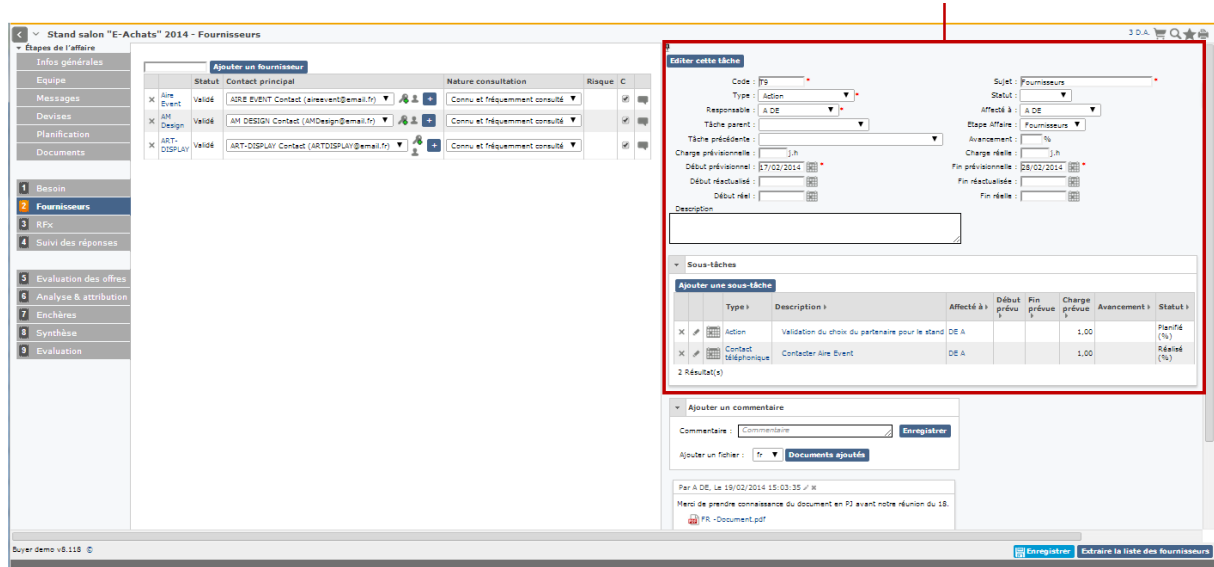 Stand salon "E-Achats" 2014 - Fournisseurs
3 D.A.
Étapes de l'affaire
Infos générales
Equipe
Messages
Devises
Planification
Documents
1 Besoin
2 Fournisseurs
3 RFx
4 Suivi des réponses
5 Evaluation des offres
6 Analyse & attribution
7 Enchères
8 Synthèse
9 Evaluation
Ajouter un fournisseur
Statut Contact principal Nature consultation Risque C
Aire Event Validé AIRE EVENT Contact (aireevent@email.fr) Connu et fréquemment consulté
AM Design Validé AM DESIGN Contact (AMDesign@email.fr) Connu et fréquemment consulté
ART-DISPLAY Validé ART-DISPLAY Contact (ARTDISPLAY@email.fr) Connu et fréquemment consulté
Editer cette tâche
Code : T9 * Sujet : Fournisseurs *
Type : Action * Statut :
Responsable : A DE * Affecté à : A DE
Tâche parent : Etape Affaire : Fournisseurs
Tâche précédente : Avancement : %
Charge prévisionnelle : j.h Charge réelle : j.h
Début prévisionnel : 17/02/2014 * Fin prévisionnelle : 28/02/2014 *
Début réactualisé : Fin réactualisée :
Début réel : Fin réelle :
Description
Sous-tâches
Ajouter une sous-tâche
Type Description Affecté à Début prévu Fin prévue Charge prévue Avancement Statut
Action Validation du choix du partenaire pour le stand DE A 1,00 Planifié (%)
Contact téléphonique Contacter Aire Event DE A 1,00 Réalisé (%)
2 Résultat(s)
Ajouter un commentaire
Commentaire : Commentaire Enregistrer
Ajouter un fichier : fr Documents ajoutés
Par A DE, Le 19/02/2014 15:03:35
Merci de prendre connaissance du document en PJ avant notre réunion du 18.
FR -Document.pdf
Buyer demo v8.118 ©
Enregistrer Extraire la liste des fournisseurs